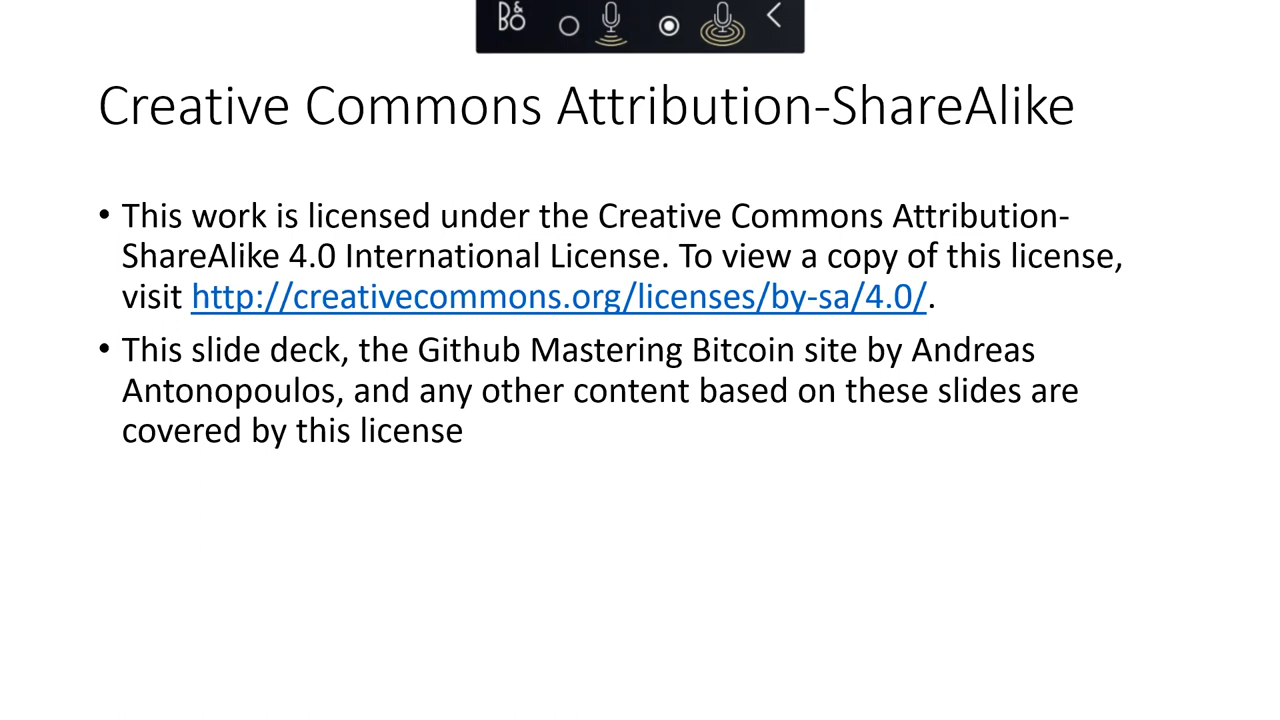 B&O
Creative Commons Attribution-ShareAlike
• This work is licensed under the Creative Commons Attribution-
ShareAlike 4.0 International License. To view a copy of this license,
visit http://creativecommons.org/licenses/by-sa/4.0/.
• This slide deck, the Github Mastering Bitcoin site by Andreas
Antonopoulos, and any other content based on these slides are
covered by this license